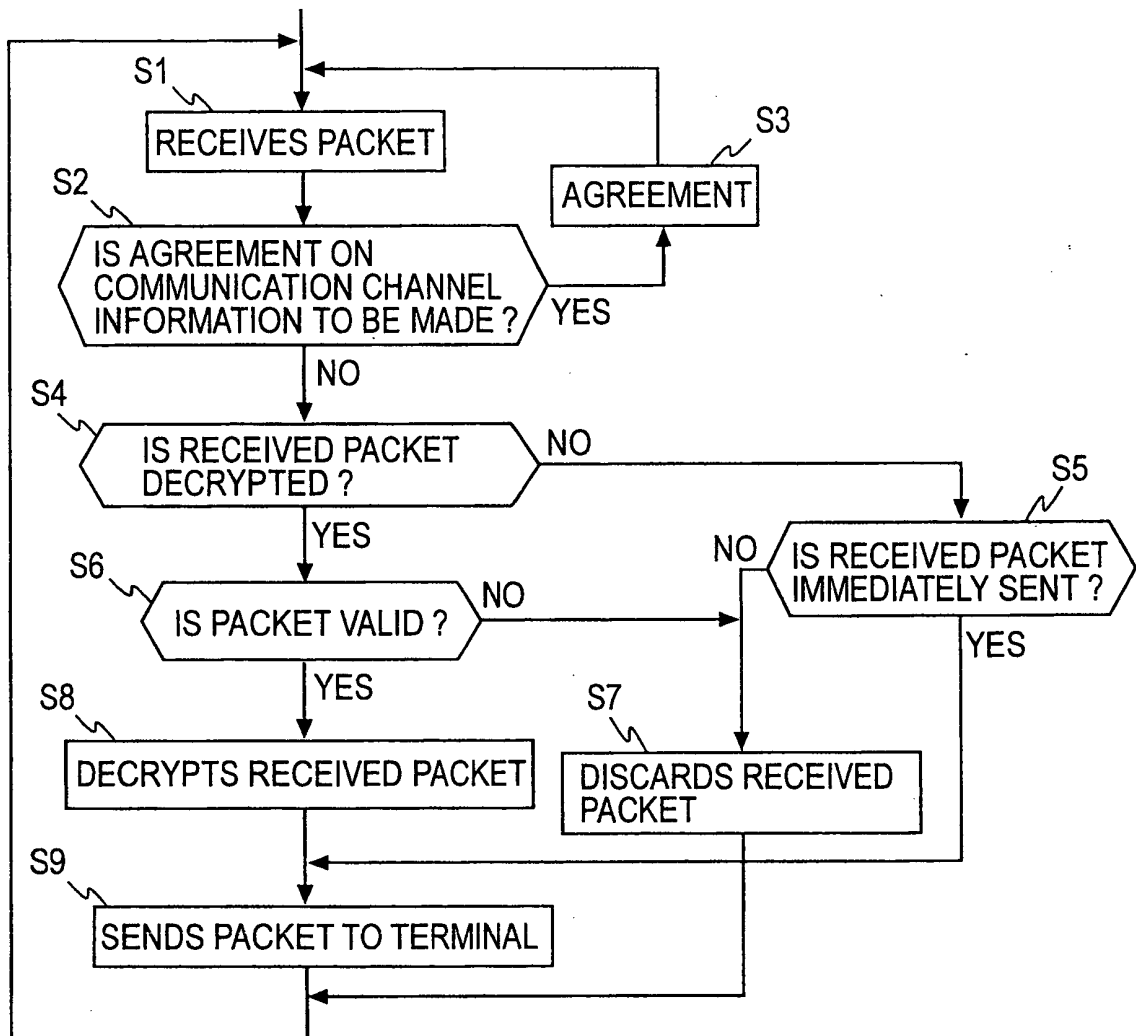 S1
RECEIVES PACKET
S3
AGREEMENT
S2
IS AGREEMENT ON
COMMUNICATION CHANNEL
INFORMATION TO BE MADE ?
YES
NO
S4
IS RECEIVED PACKET
DECRYPTED ?
NO
YES
S5
IS RECEIVED PACKET
IMMEDIATELY SENT ?
NO
YES
S6
IS PACKET VALID ?
NO
YES
S8
DECRYPTS RECEIVED PACKET
S7
DISCARDS RECEIVED
PACKET
S9
SENDS PACKET TO TERMINAL